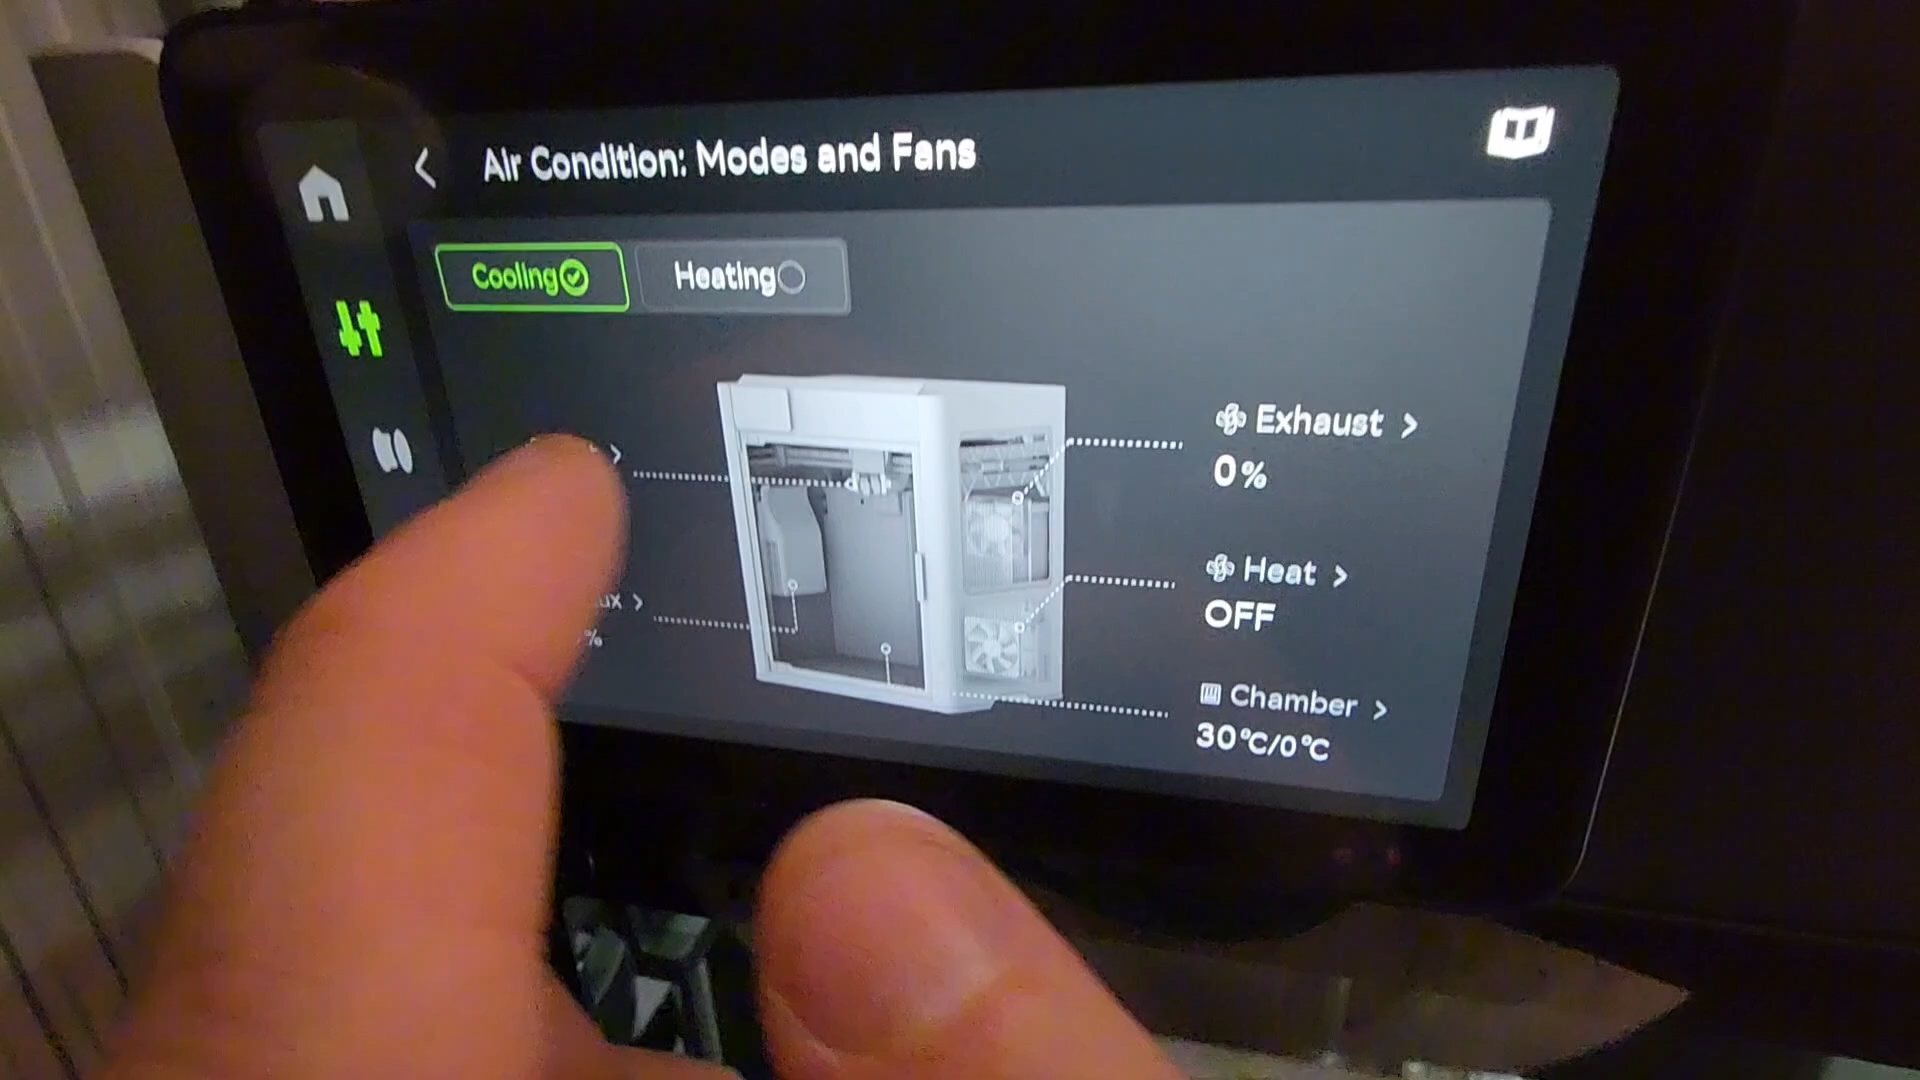 Air Condition: Modes and Fans
Cooling
Heating
Exhaust
0%
Heat
OFF
Chamber
30°C/0°C